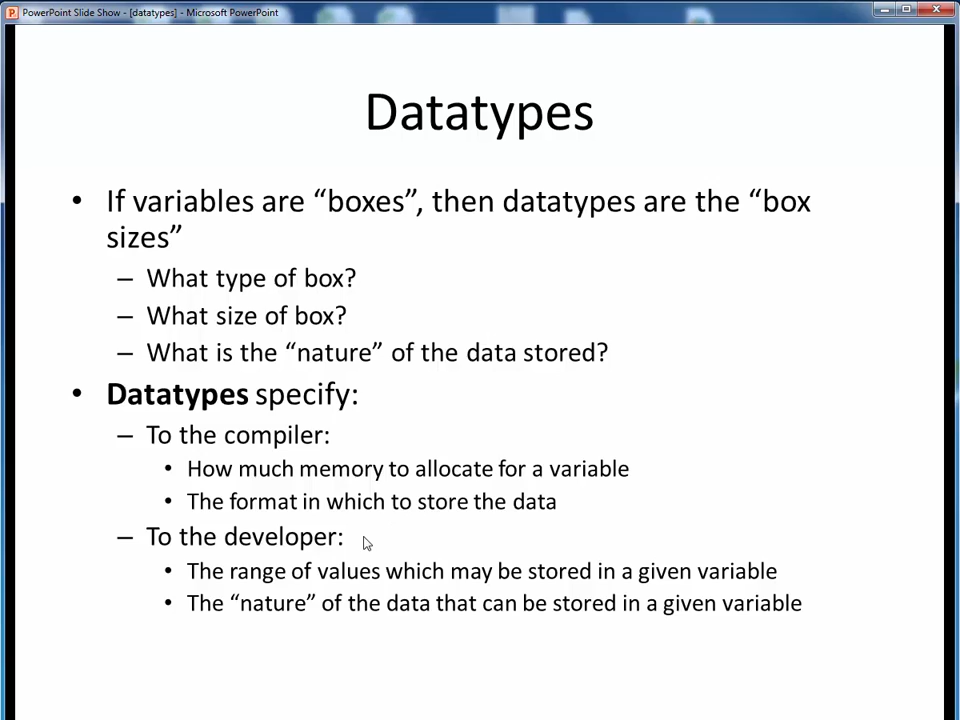 PowerPoint Slide Show - [datatypes] - Microsoft PowerPoint
Datatypes
• If variables are “boxes”, then datatypes are the “box
sizes”
– What type of box?
– What size of box?
– What is the “nature” of the data stored?
• Datatypes specify:
– To the compiler:
• How much memory to allocate for a variable
• The format in which to store the data
– To the developer:
• The range of values which may be stored in a given variable
• The “nature” of the data that can be stored in a given variable